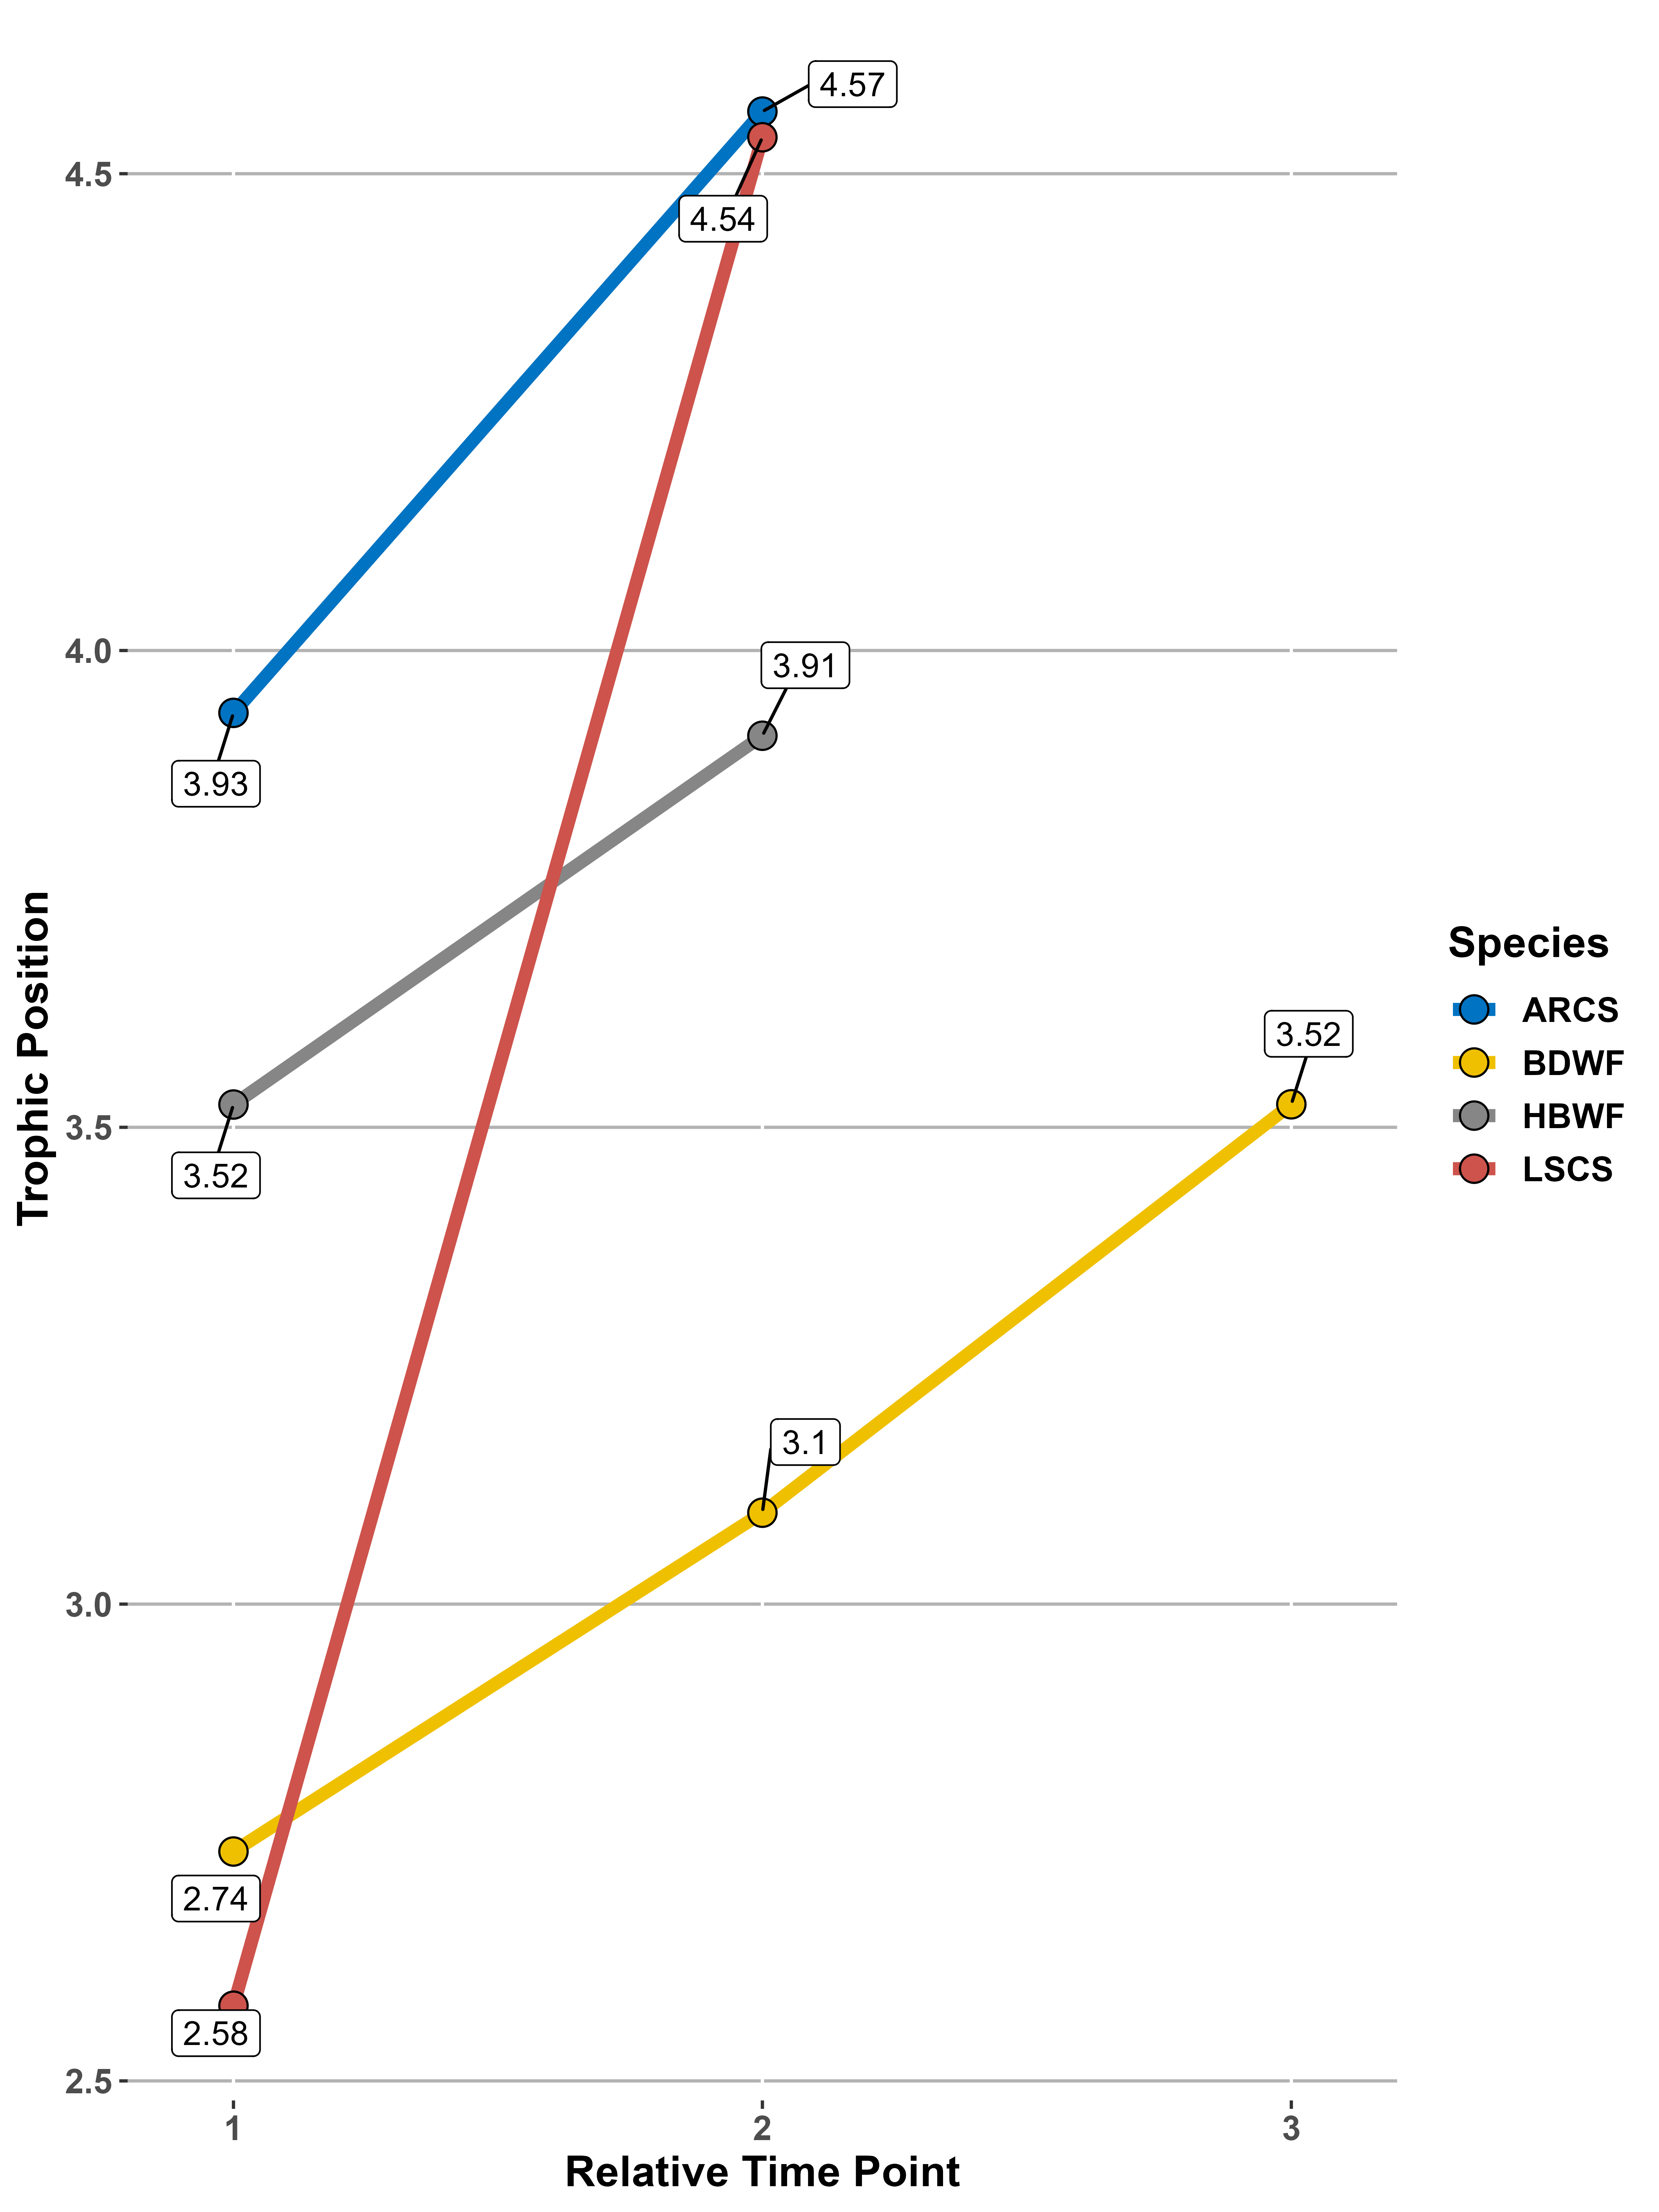 4.57
4.5
4.54
4.0
3.91
3.93
Trophic Position
Species
ARCS
BDWF
HBWF
LSCS
3.52
3.5
3.52
3.1
3.0
2.74
2.58
2.5
1
2
3
Relative Time Point